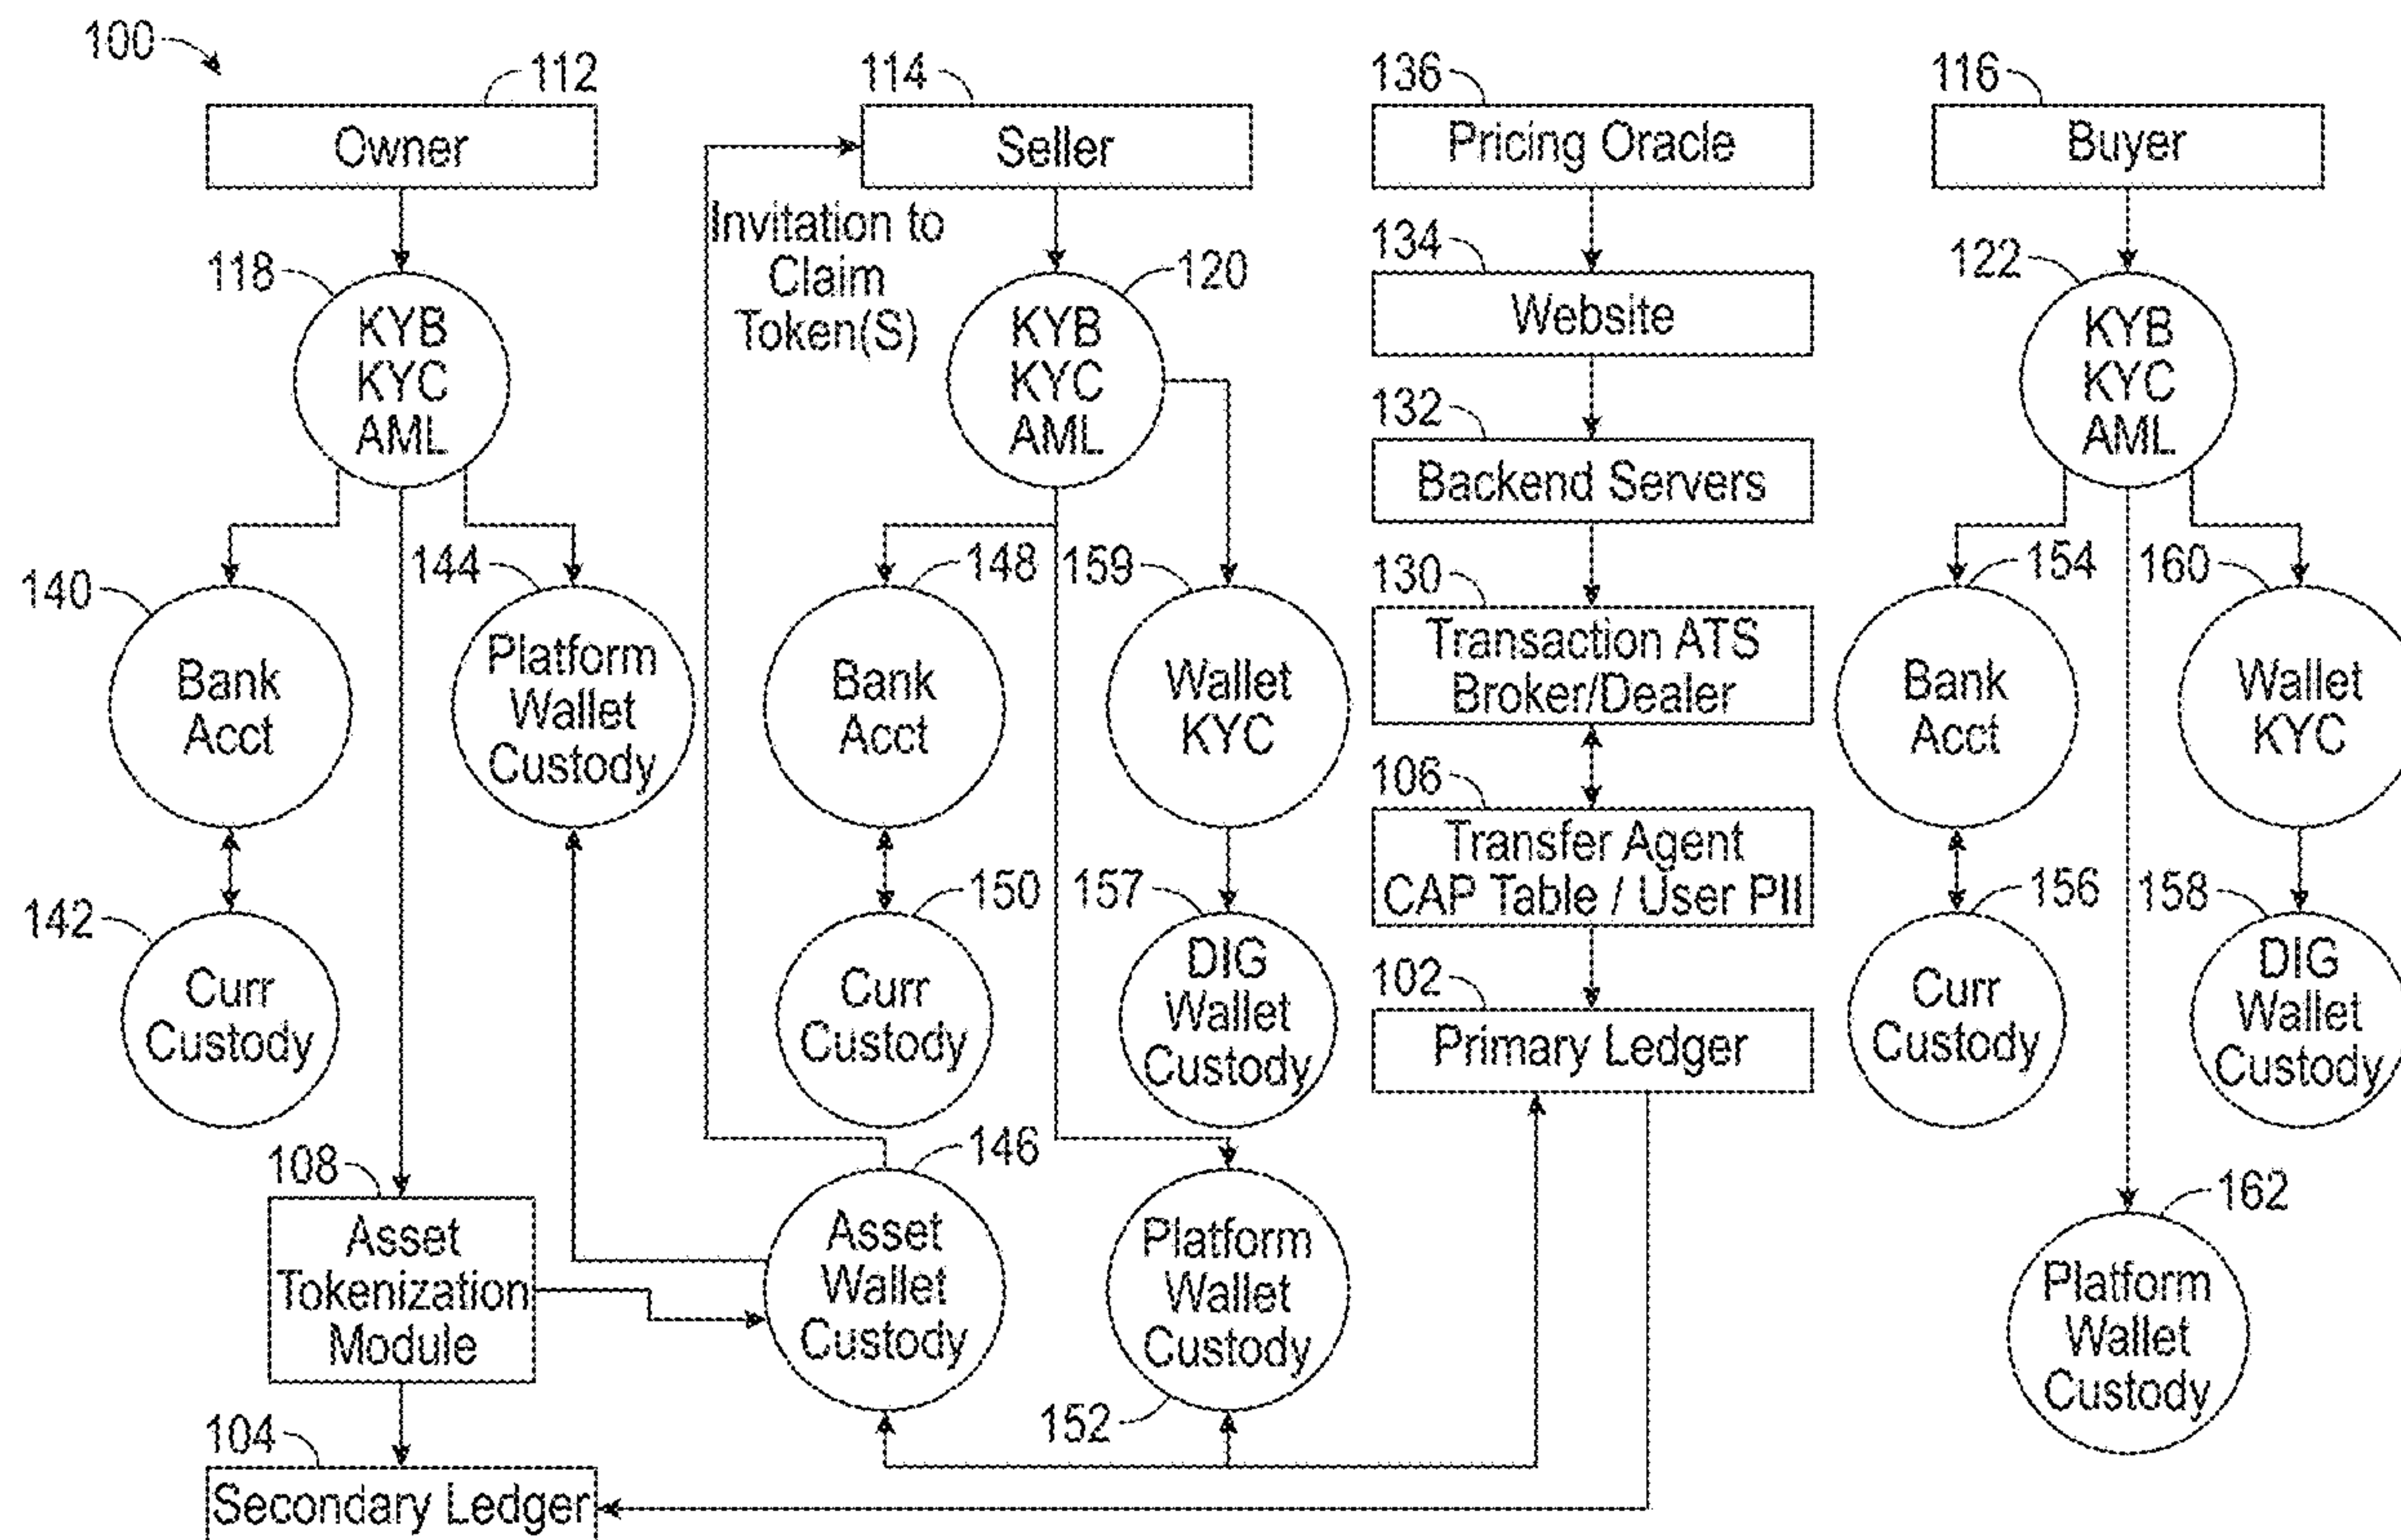 100
112
114
136
116
Owner
Seller
Pricing Oracle
Buyer
Invitation to
Claim
Token(S)
118
120
134
122
KYB
KYC
AML
KYB
KYC
AML
Website
KYB
KYC
AML
132
Backend Servers
140
144
148
159
130
154
160
Bank
Acct
Platform
Wallet
Custody
Bank
Acct
Wallet
KYC
Transaction ATS
Broker/Dealer
Bank
Acct
Wallet
KYC
106
Transfer Agent
CAP Table / User PII
142
150
157
102
156
158
Curr
Custody
Curr
Custody
DIG
Wallet
Custody
Primary Ledger
Curr
Custody
DIG
Wallet
Custody
108
146
162
Asset
Tokenization
Module
Asset
Wallet
Custody
Platform
Wallet
Custody
Platform
Wallet
Custody
152
104
Secondary Ledger